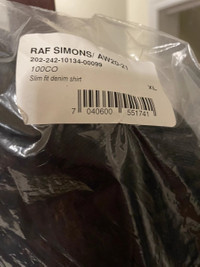 RAF SIMONS/ AW20-21
202-242-10134-00099
100CO
Slim fit denim shirt
XL
7 040600 551741